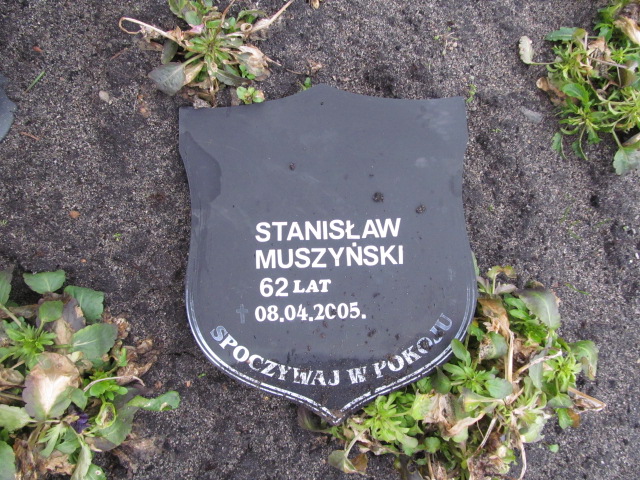 STANISŁAW
MUSZYŃSKI
62 LAT
✝ 08.04.2005.
SPOCZYWAJ W POKOJU